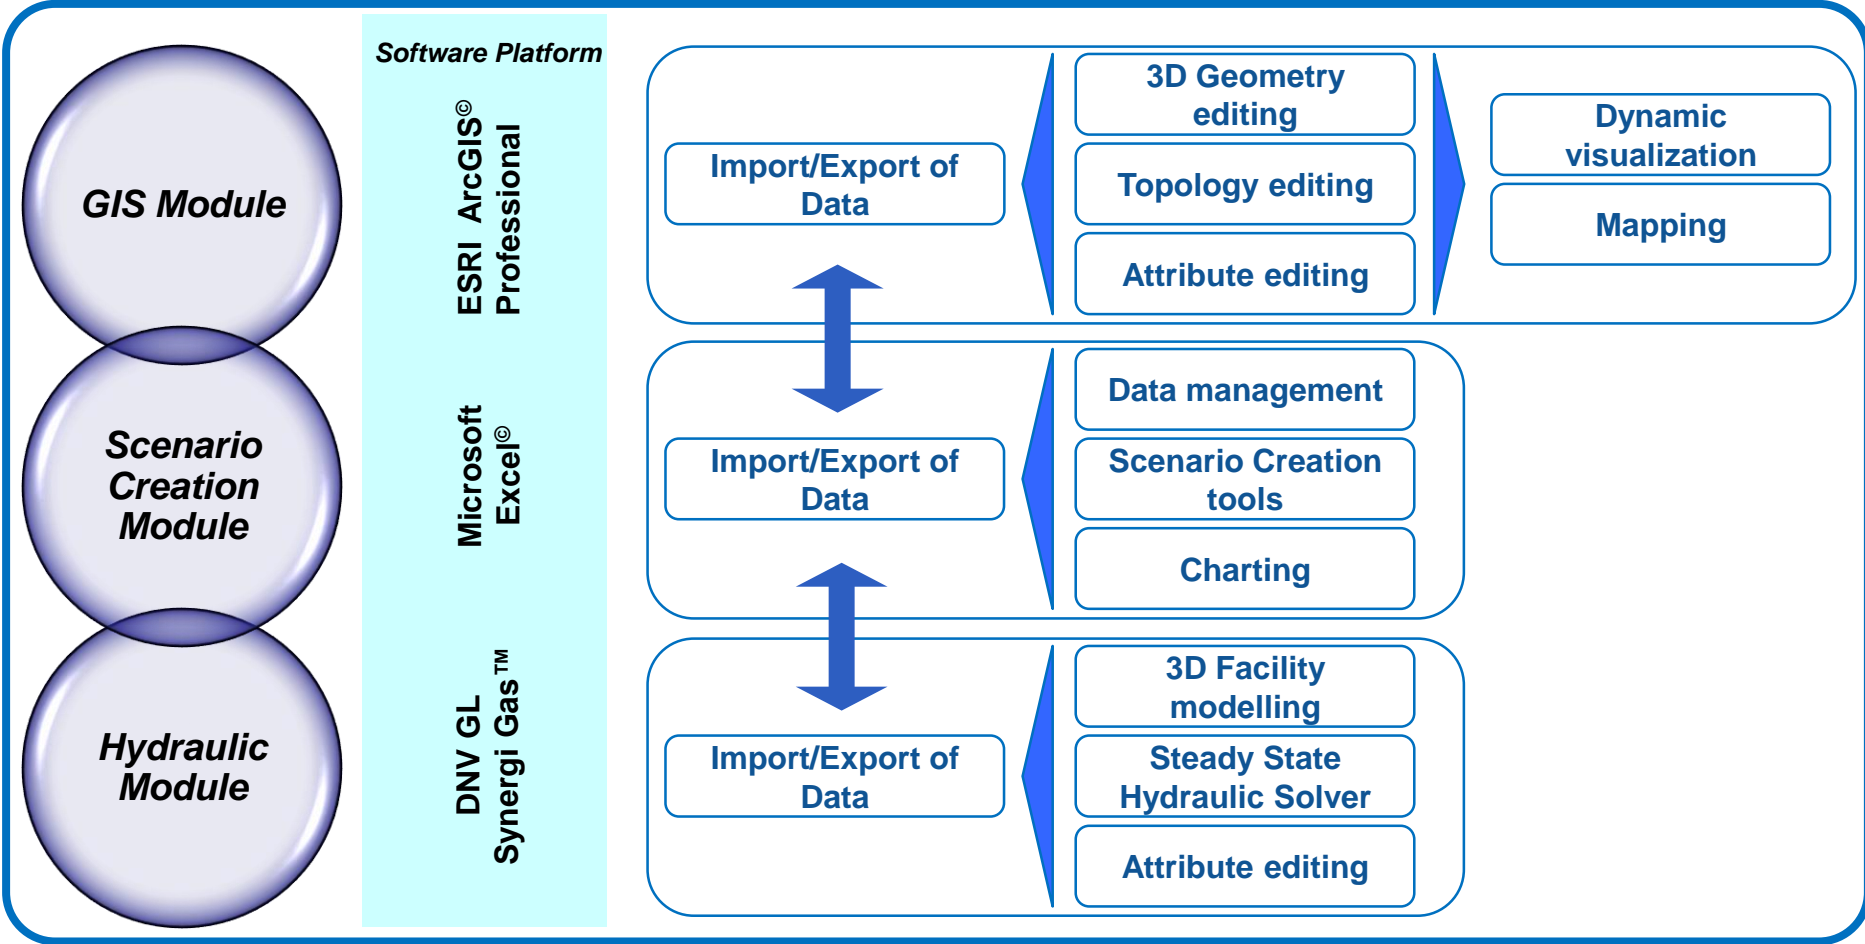 Software Platform
GIS Module
ESRI ArcGIS©
Professional
Import/Export of
Data
3D Geometry
editing
Topology editing
Attribute editing
Dynamic
visualization
Mapping
Scenario
Creation
Module
Microsoft
Excel©
Import/Export of
Data
Data management
Scenario Creation
tools
Charting
Hydraulic
Module
DNV GL
Synergi Gas™
Import/Export of
Data
3D Facility
modelling
Steady State
Hydraulic Solver
Attribute editing